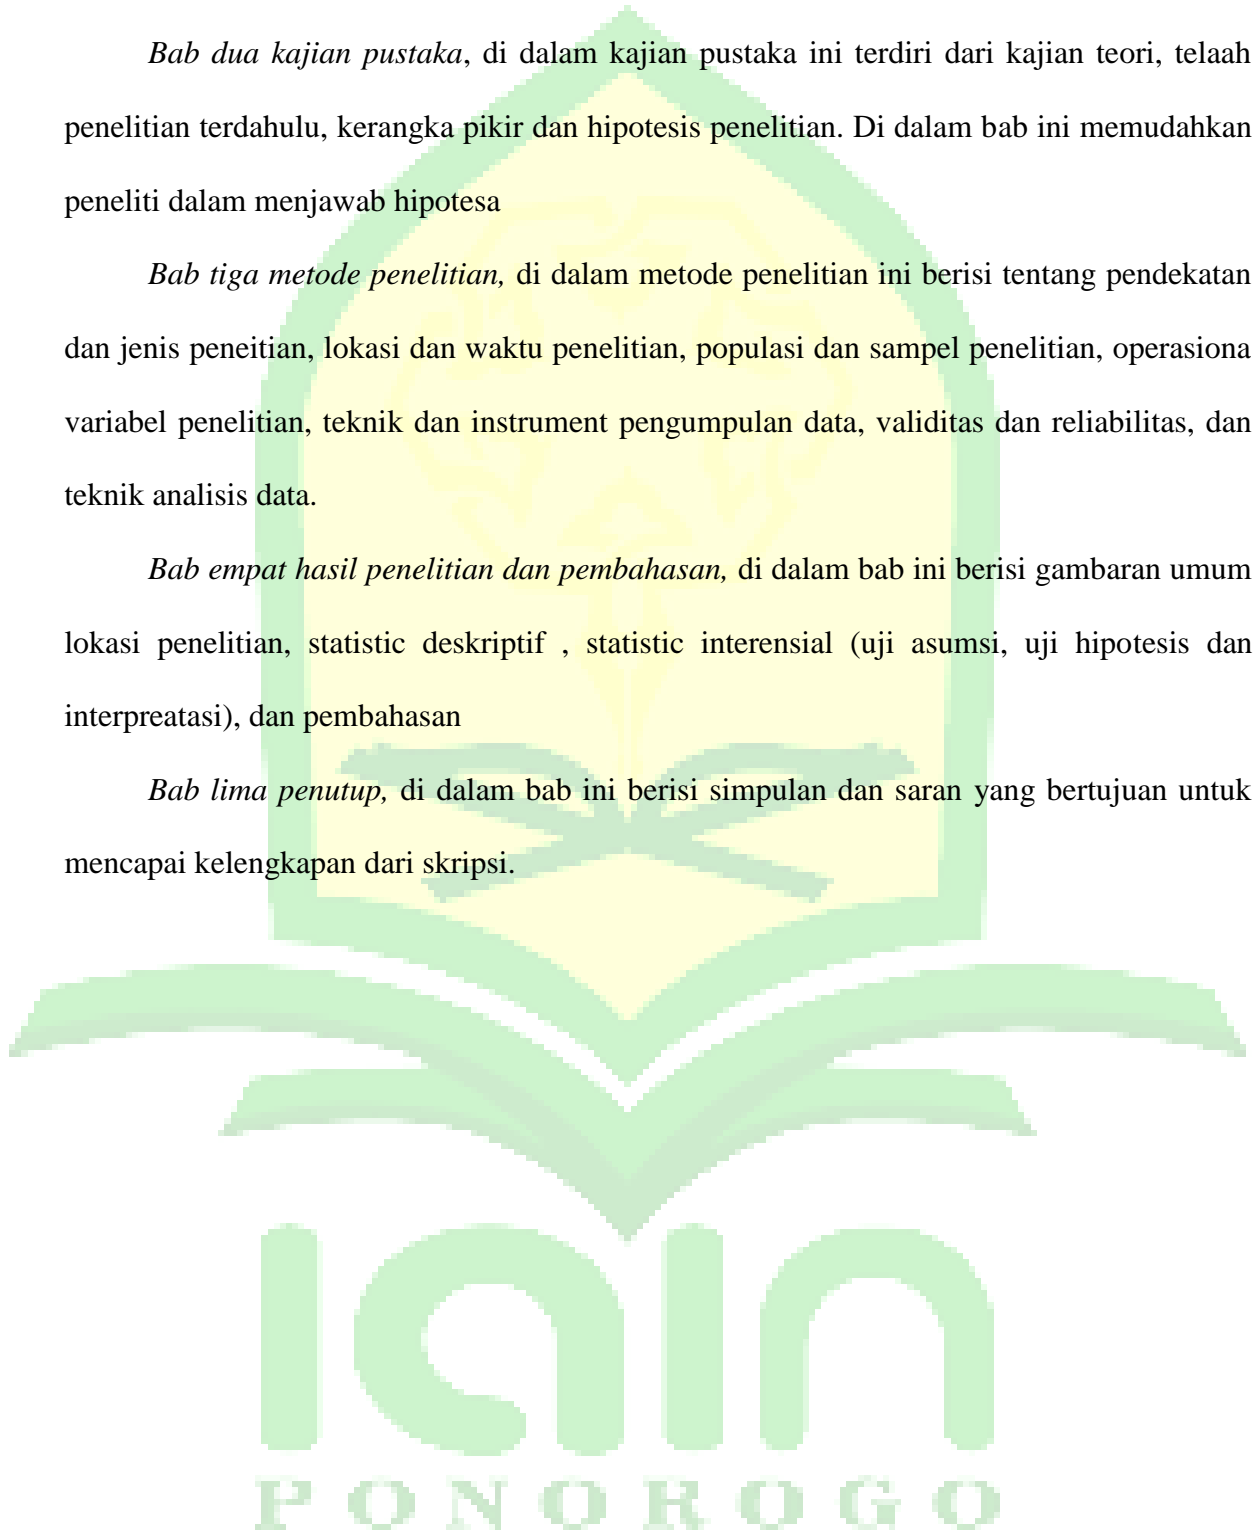 Bab dua kajian pustaka, di dalam kajian pustaka ini terdiri dari kajian teori, telaah
penelitian terdahulu, kerangka pikir dan hipotesis penelitian. Di dalam bab ini memudahkan
peneliti dalam menjawab hipotesa
Bab tiga metode penelitian, di dalam metode penelitian ini berisi tentang pendekatan
dan jenis peneitian, lokasi dan waktu penelitian, populasi dan sampel penelitian, operasiona
variabel penelitian, teknik dan instrument pengumpulan data, validitas dan reliabilitas, dan
teknik analisis data.
Bab empat hasil penelitian dan pembahasan, di dalam bab ini berisi gambaran umum
lokasi penelitian, statistic deskriptif , statistic interensial (uji asumsi, uji hipotesis dan
interpreatasi), dan pembahasan
Bab lima penutup, di dalam bab ini berisi simpulan dan saran yang bertujuan untuk
mencapai kelengkapan dari skripsi.
iain
PONOROGO